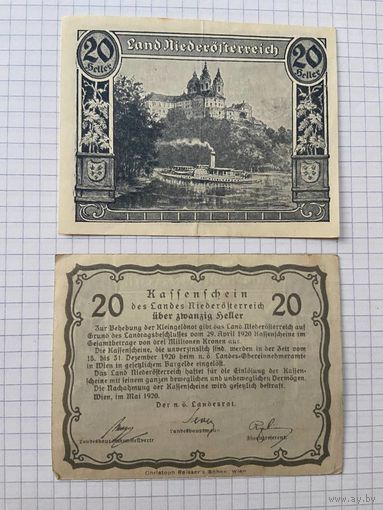 20
Heller
Land Niederösterreich
20
Heller
20
20
Kassenschein
des Landes Niederösterreich
über zwanzig Heller
Zur Behebung der Kleingeldnot gibt das Land Niederösterreich auf
Grund des Landtagsbeschlusses vom 29. April 1920 Kassenscheine im
Gesamtbetrage von drei Millionen Kronen aus.
Die Kassenscheine, die unverzinslich sind, werden in der Zeit vom
15. bis 31. Dezember 1920 beim n. ö. Landes-Obereinnehmeramte
in Wien in gesetzlichem Bargelde eingelöst.
Das Land Niederösterreich haftet für die Einlösung der Kassen-
scheine mit seinem ganzen beweglichen und unbeweglichen Vermögen.
Die Nachahmung der Kassenscheine wird gesetzlich bestraft.
Wien, im Mai 1920.
Der n. ö. Landesrat.
Landeshauptmann
Christoph Reisser's Söhne, Wien
www.ay.by